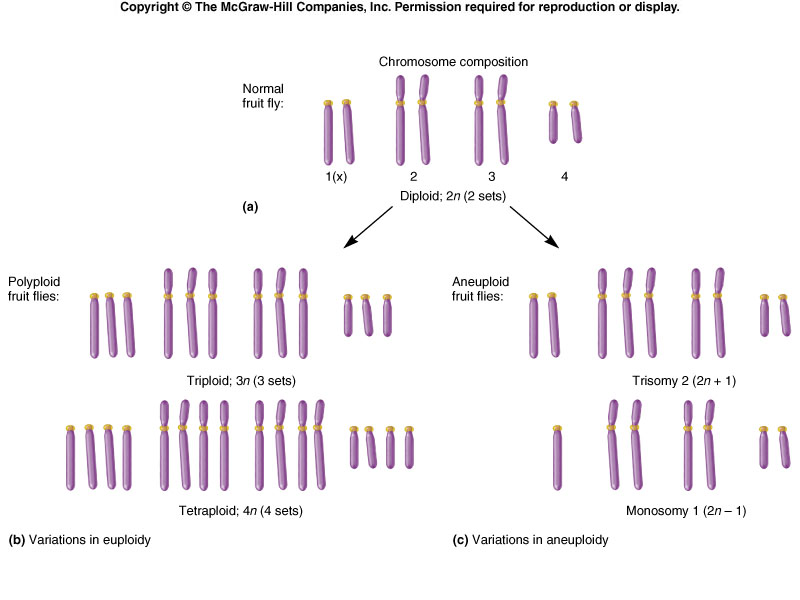 Copyright © The McGraw-Hill Companies, Inc. Permission required for reproduction or display.
Chromosome composition
Normal
fruit fly:
1(x) 2 3 4
Diploid; 2n (2 sets)
(a)
Polyploid
fruit flies:
Triploid; 3n (3 sets)
Tetraploid; 4n (4 sets)
(b) Variations in euploidy
Aneuploid
fruit flies:
Trisomy 2 (2n + 1)
Monosomy 1 (2n – 1)
(c) Variations in aneuploidy